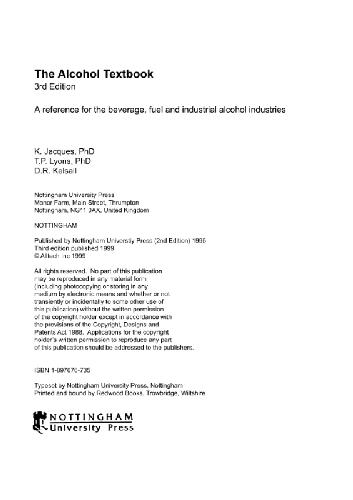 The Alcohol Textbook
3rd Edition
A reference for the beverage, fuel and industrial alcohol industries
K. Jacques, PhD
T.P. Lyons, PhD
D.R. Kelsall
Nottingham University Press
Manor Farm, Main Street, Thrumpton
Nottingham, NG11 0AX, United Kingdom
NOTTINGHAM
Published by Nottingham University Press (2nd Edition) 1996
Third edition published 1999
© Alltech Inc 1999
All rights reserved. No part of this publication
may be reproduced in any material form
(including photocopying or storing in any
medium by electronic means and whether or not
transiently or incidentally to some other use of
this publication) without the written permission
of the copyright holder except in accordance with
the provisions of the Copyright, Designs and
Patents Act 1988. Applications for the copyright
holder's written permission to reproduce any part
of this publication should be addressed to the publishers.
ISBN 1-897676-735
Typeset by Nottingham University Press, Nottingham
Printed and bound by Redwood Books, Trowbridge, Wiltshire
NOTTINGHAM
University Press